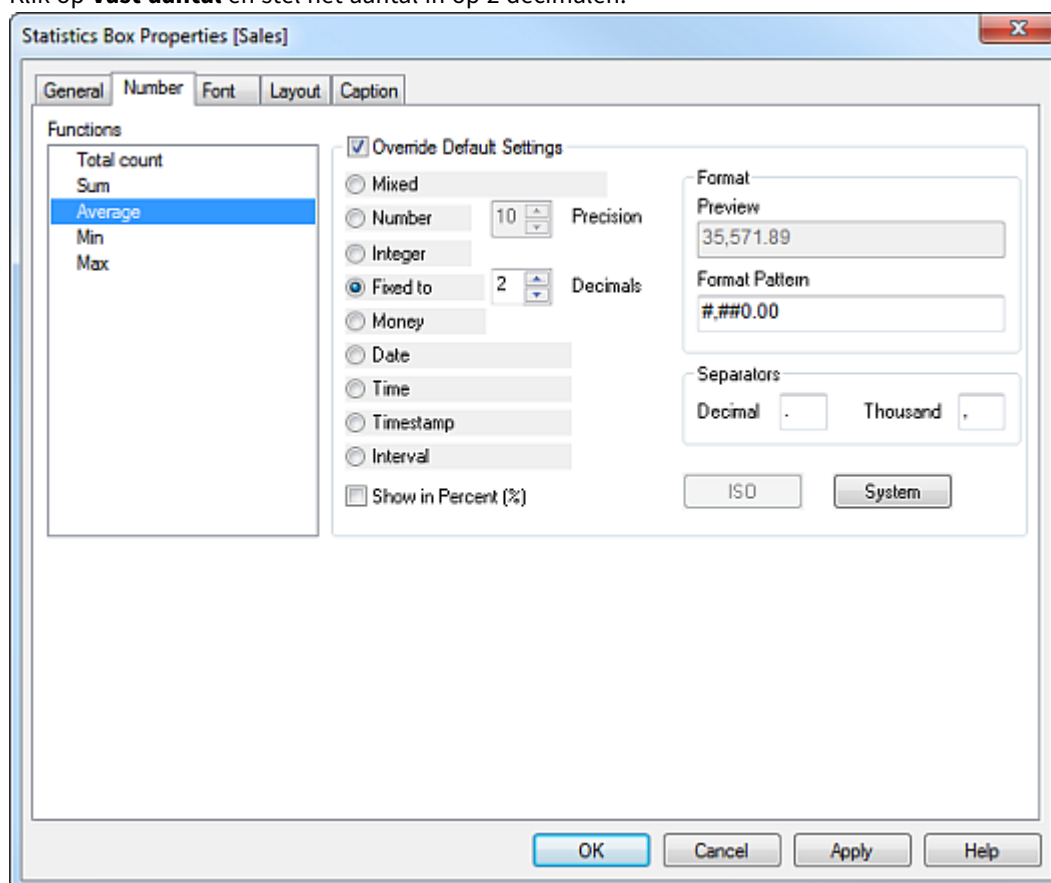 Klik op Vast aantal en stel het aantal in op 2 decimalen.
Statistics Box Properties [Sales]
General Number Font Layout Caption
Functions
Total count
Sum
Average
Min
Max
Override Default Settings
Mixed
Number 10 Precision
Integer
Fixed to 2 Decimals
Money
Date
Time
Timestamp
Interval
Show in Percent (%)
Format
Preview
35,571.89
Format Pattern
#,##0.00
Separators
Decimal . Thousand ,
ISO System
OK Cancel Apply Help